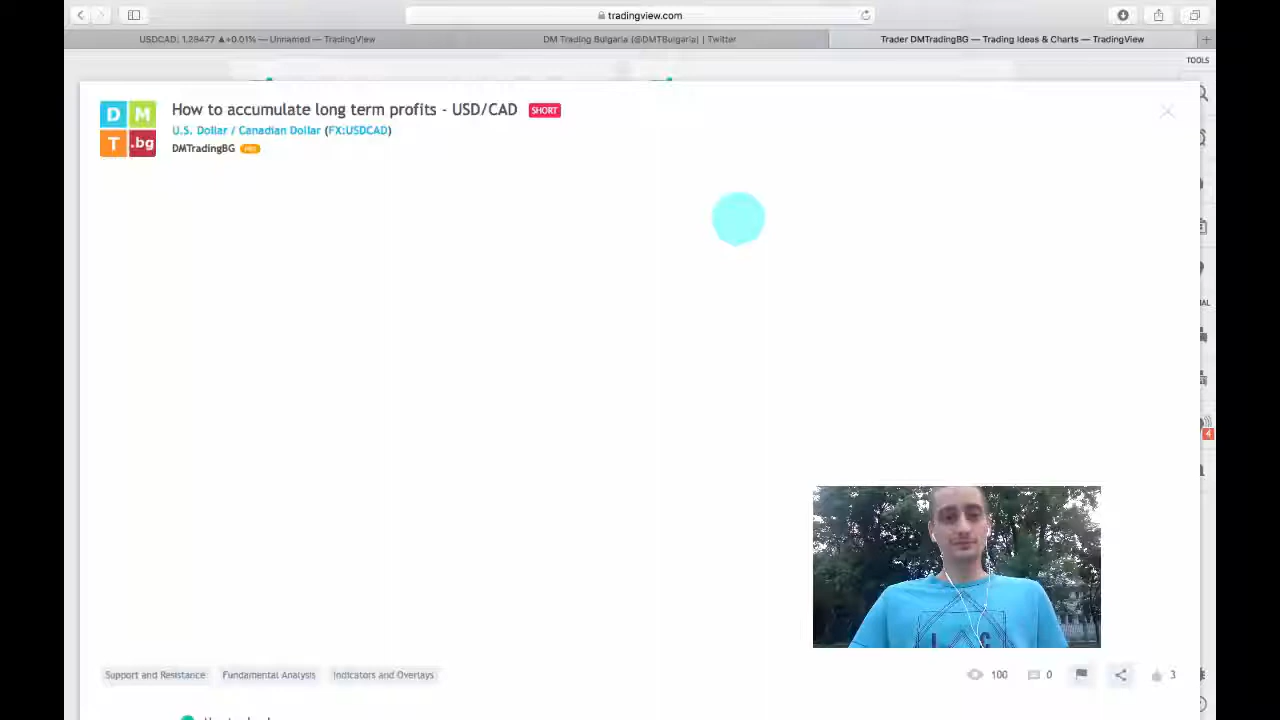 tradingview.com
USDCAD: 1.28477 ▲+0.01% — Unnamed — TradingView
DM Trading Bulgaria (@DMTBulgaria) | Twitter
Trader DMTradingBG — Trading Ideas & Charts — TradingView
TOOLS
D M
T .bg
How to accumulate long term profits - USD/CAD SHORT
U.S. Dollar / Canadian Dollar (FX:USDCAD)
DMTradingBG PRO
4
Support and Resistance Fundamental Analysis Indicators and Overlays
100 0 3